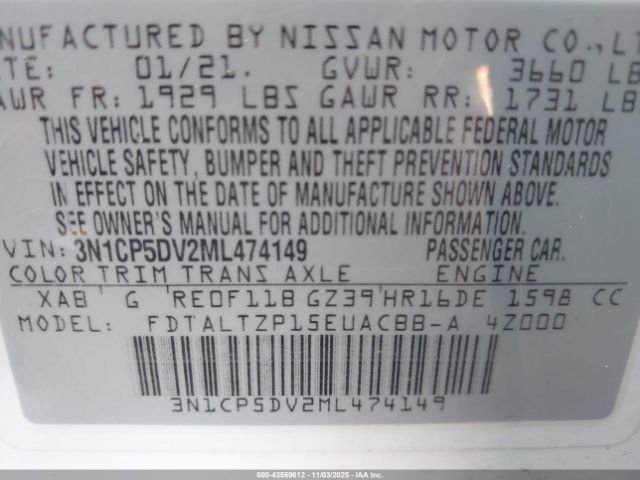 NUFACTURED BY NISSAN MOTOR CO., LT
ATE: 01/21. GVWR: 3660 LB
AWR FR: 1929 LBS GAWR RR: 1731 LB
THIS VEHICLE CONFORMS TO ALL APPLICABLE FEDERAL MOTOR
VEHICLE SAFETY, BUMPER AND THEFT PREVENTION STANDARDS
IN EFFECT ON THE DATE OF MANUFACTURE SHOWN ABOVE.
SEE OWNER'S MANUAL FOR ADDITIONAL INFORMATION.
VIN: 3N1CP5DV2ML474149 PASSENGER CAR.
COLOR TRIM TRANS AXLE ENGINE
XAB G RE0F11B GZ39 HR16DE 1598 CC
MODEL: FDTALTZP15EUACBB-A 4Z000
3N1CP5DV2ML474149
000-43569612 - 11/03/2025 - IAAI.com